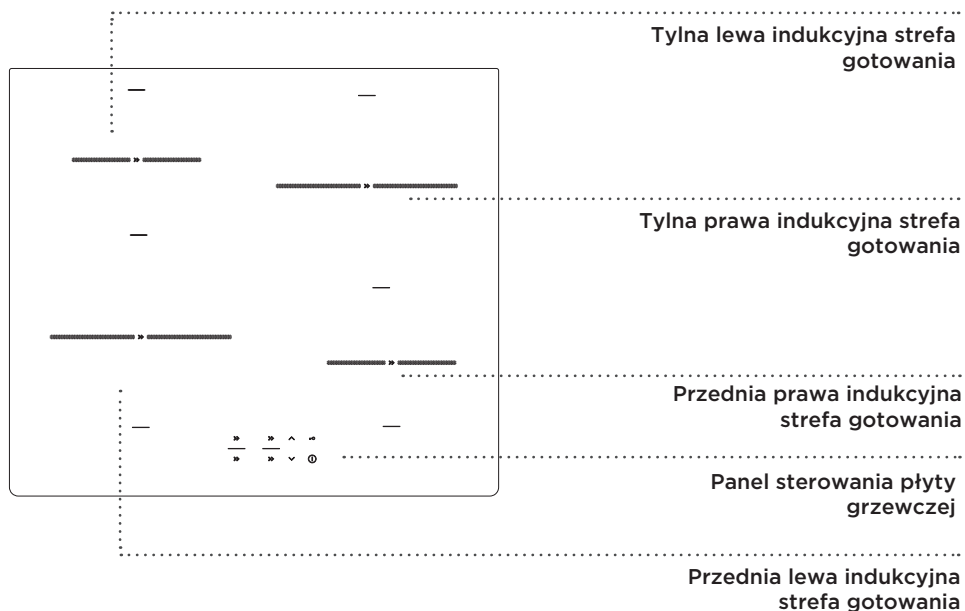 Tylna lewa indukcyjna strefa
gotowania
Tylna prawa indukcyjna strefa
gotowania
Przednia prawa indukcyjna
strefa gotowania
Panel sterowania płyty
grzewczej
Przednia lewa indukcyjna
strefa gotowania